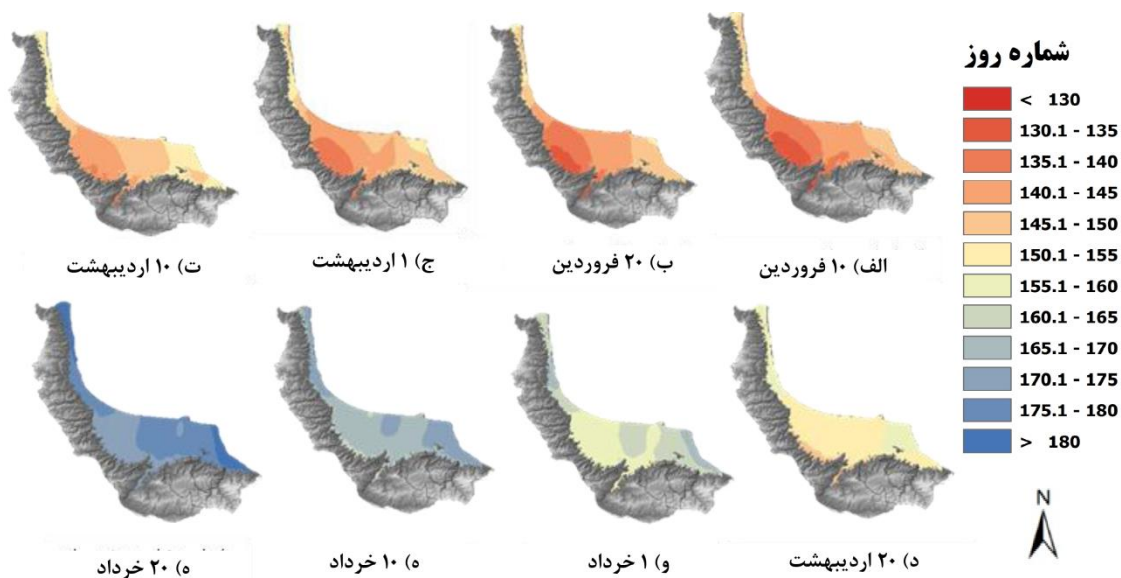 شماره روز
< 130
130.1 - 135
135.1 - 140
140.1 - 145
145.1 - 150
150.1 - 155
155.1 - 160
160.1 - 165
165.1 - 170
170.1 - 175
175.1 - 180
> 180
الف) ۱۰ فروردین
ب) ۲۰ فروردین
ج) ۱ اردیبهشت
ت) ۱۰ اردیبهشت
د) ۲۰ اردیبهشت
و) ۱ خرداد
ه) ۱۰ خرداد
ه) ۲۰ خرداد
N